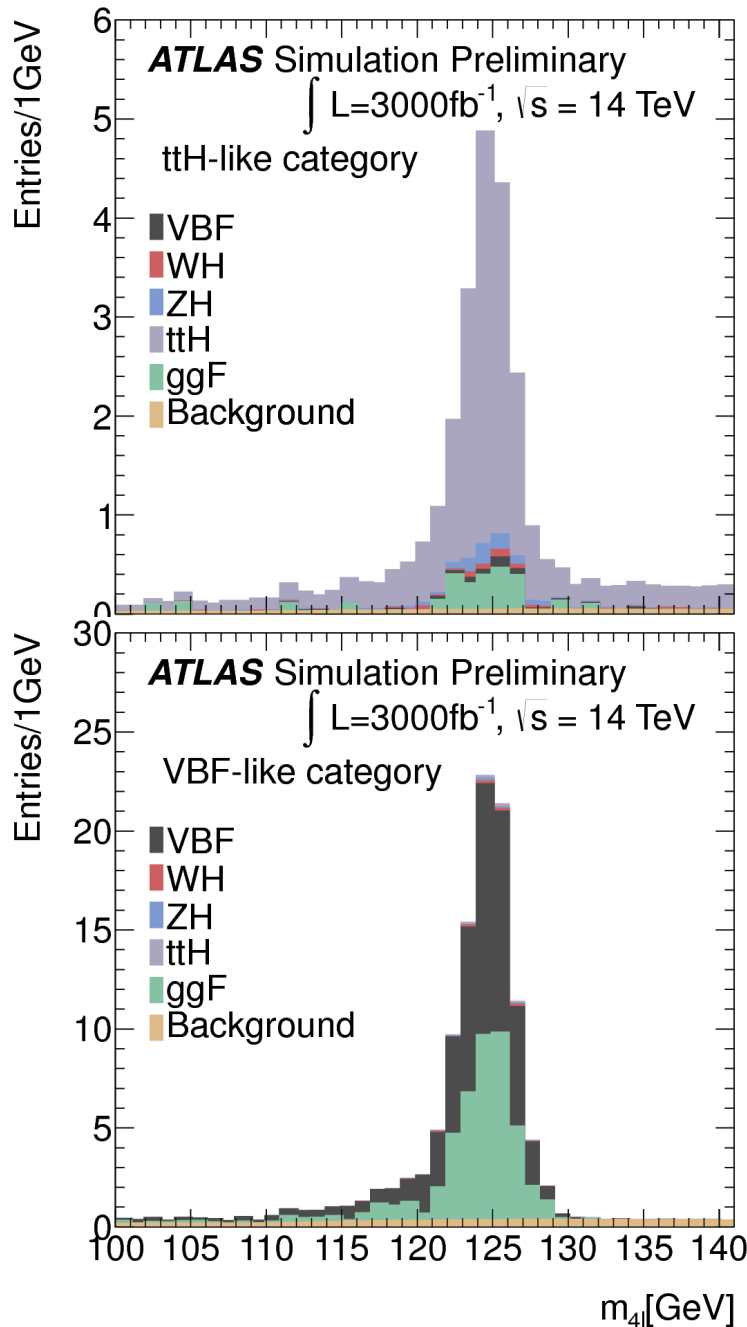 6
ATLAS Simulation Preliminary
∫ L=3000fb⁻¹, √s = 14 TeV
5
ttH-like category
Entries/1GeV
4
VBF
WH
ZH
3
ttH
ggF
2
Background
1
0
30
ATLAS Simulation Preliminary
∫ L=3000fb⁻¹, √s = 14 TeV
25
VBF-like category
Entries/1GeV
20
VBF
WH
ZH
15
ttH
ggF
10
Background
5
0
100 105 110 115 120 125 130 135 140
m4l[GeV]